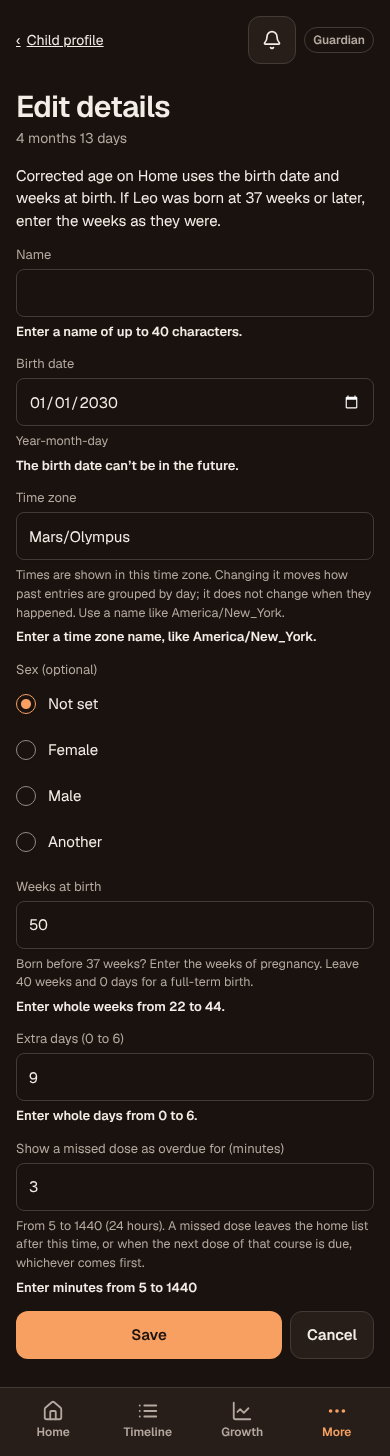 ‹ Child profile
Guardian
Edit details
4 months 13 days
Corrected age on Home uses the birth date and
weeks at birth. If Leo was born at 37 weeks or later,
enter the weeks as they were.
Name
Enter a name of up to 40 characters.
Birth date
01/01/2030
Year-month-day
The birth date can’t be in the future.
Time zone
Mars/Olympus
Times are shown in this time zone. Changing it moves how
past entries are grouped by day; it does not change when they
happened. Use a name like America/New_York.
Enter a time zone name, like America/New_York.
Sex (optional)
Not set
Female
Male
Another
Weeks at birth
50
Born before 37 weeks? Enter the weeks of pregnancy. Leave
40 weeks and 0 days for a full-term birth.
Enter whole weeks from 22 to 44.
Extra days (0 to 6)
9
Enter whole days from 0 to 6.
Show a missed dose as overdue for (minutes)
3
From 5 to 1440 (24 hours). A missed dose leaves the home list
after this time, or when the next dose of that course is due,
whichever comes first.
Enter minutes from 5 to 1440
Save
Cancel
Home
Timeline
Growth
More